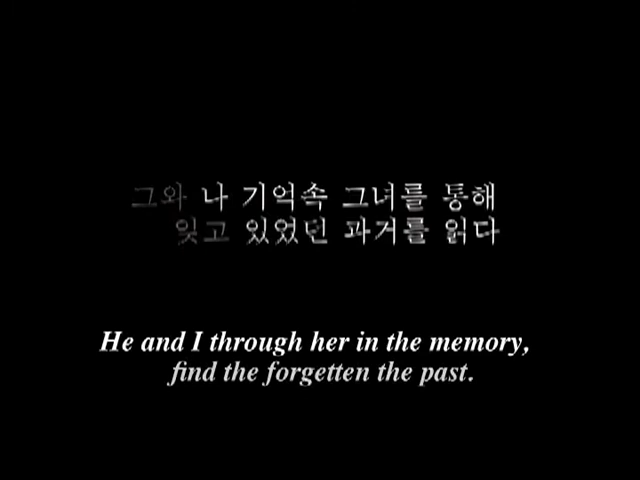 그와 나 기억속 그녀를 통해
잊고 있었던 과거를 읽다
He and I through her in the memory,
find the forgetten the past.